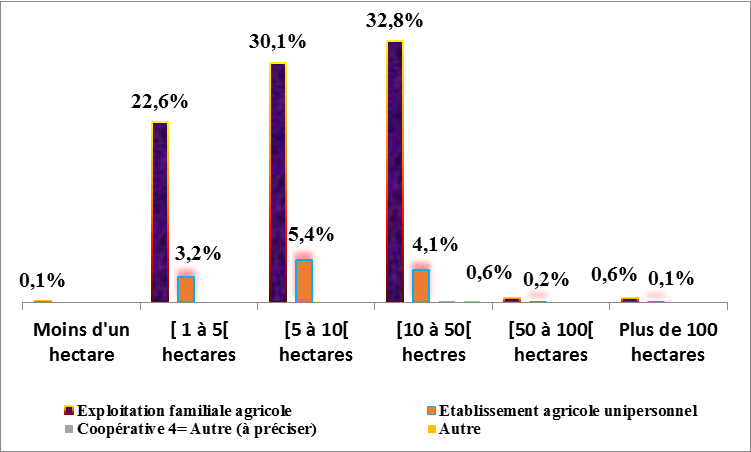 32,8%
30,1%
22,6%
5,4%
4,1%
3,2%
0,6%
0,6%
0,2%
0,1%
0,1%
Moins d'un hectare
[ 1 à 5[ hectares
[5 à 10[ hectares
[10 à 50[ hectres
[50 à 100[ hectares
Plus de 100 hectares
Exploitation familiale agricole
Etablissement agricole unipersonnel
Coopérative 4= Autre (à préciser)
Autre